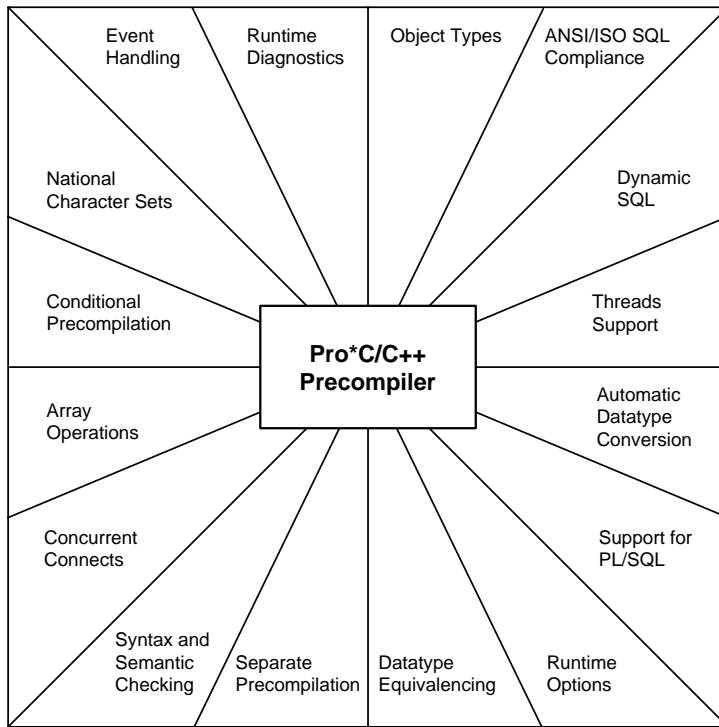 Event
Handling
Runtime
Diagnostics
Object Types
ANSI/ISO SQL
Compliance
National
Character Sets
Dynamic
SQL
Conditional
Precompilation
Threads
Support
Pro*C/C++
Precompiler
Array
Operations
Automatic
Datatype
Conversion
Concurrent
Connects
Support for
PL/SQL
Syntax and
Semantic
Checking
Separate
Precompilation
Datatype
Equivalencing
Runtime
Options